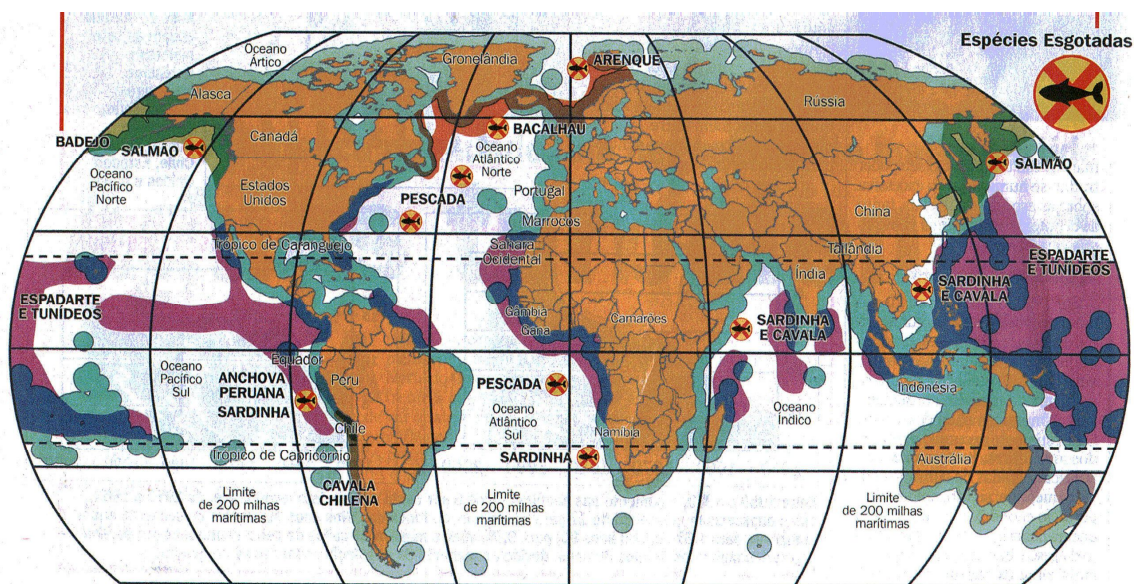 Espécies Esgotadas
Oceano
Ártico
Gronelândia
ARENQUE
Alasca
Rússia
BADEJO
SALMÃO
Canadá
BACALHAU
Oceano
Atlântico
Norte
SALMÃO
Oceano
Pacífico
Norte
Estados
Unidos
PESCADA
Portugal
China
Marrocos
Trópico de Caranguejo
Sahara
Ocidental
Índia
Tailândia
ESPADARTE
E TUNÍDEOS
ESPADARTE
E TUNÍDEOS
SARDINHA
E CAVALA
Gâmbia
Gana
Camarões
SARDINHA
E CAVALA
Equador
Oceano
Pacífico
Sul
ANCHOVA
PERUANA
SARDINHA
Peru
PESCADA
Indonésia
Oceano
Atlântico
Sul
Oceano
Índico
Chile
Namíbia
Trópico de Capricórnio
SARDINHA
Austrália
CAVALA
CHILENA
Limite
de 200 milhas
marítimas
Limite
de 200 milhas
marítimas
Limite
de 200 milhas
marítimas